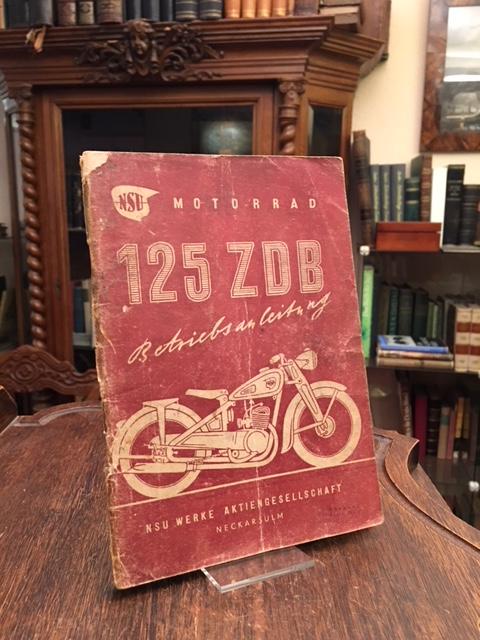 NSU MOTORRAD
125 ZDB
Betriebsanleitung
NSU WERKE AKTIENGESELLSCHAFT
NECKARSULM